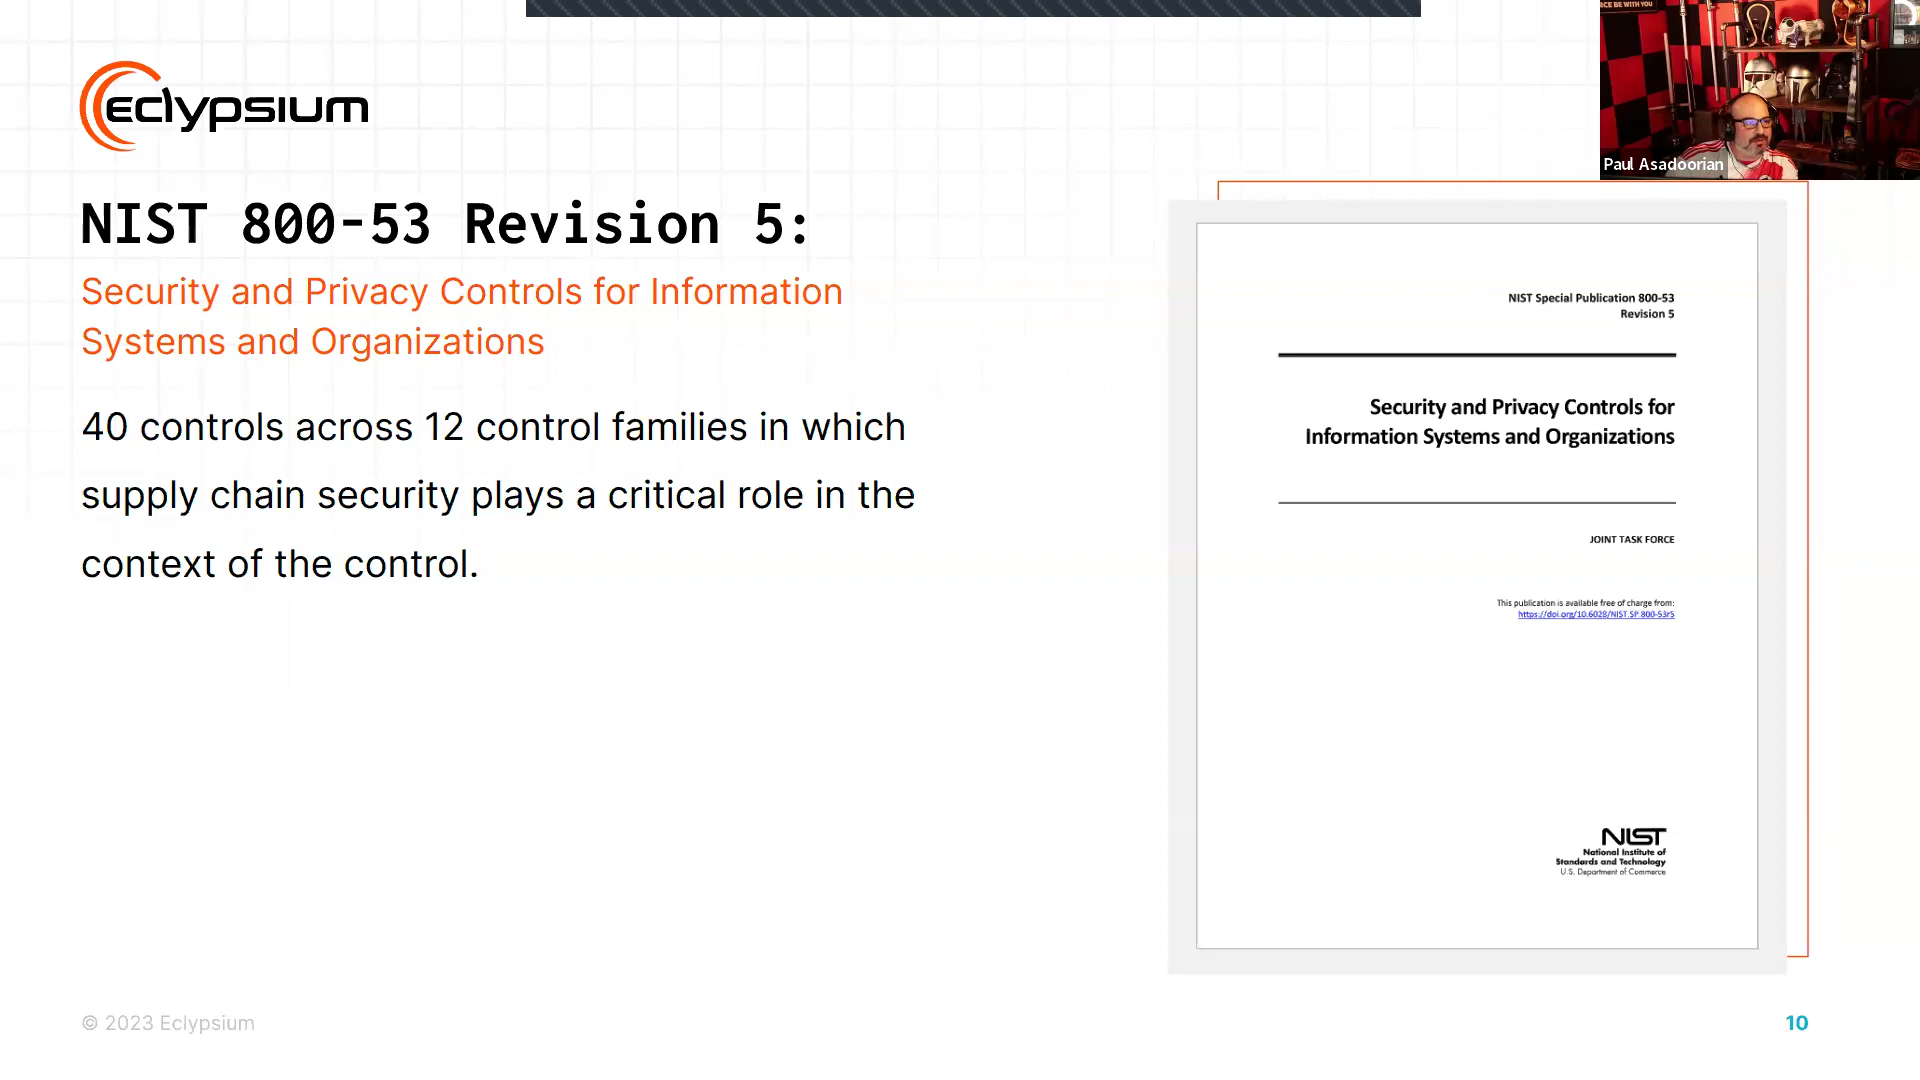 RCE BE WITH YOU
Paul Asadoorian
Eclypsium
NIST 800-53 Revision 5:
Security and Privacy Controls for Information
Systems and Organizations
40 controls across 12 control families in which
supply chain security plays a critical role in the
context of the control.
NIST Special Publication 800-53
Revision 5
Security and Privacy Controls for
Information Systems and Organizations
JOINT TASK FORCE
This publication is available free of charge from:
https://doi.org/10.6028/NIST.SP.800-53r5
NIST
National Institute of
Standards and Technology
U.S. Department of Commerce
© 2023 Eclypsium
10